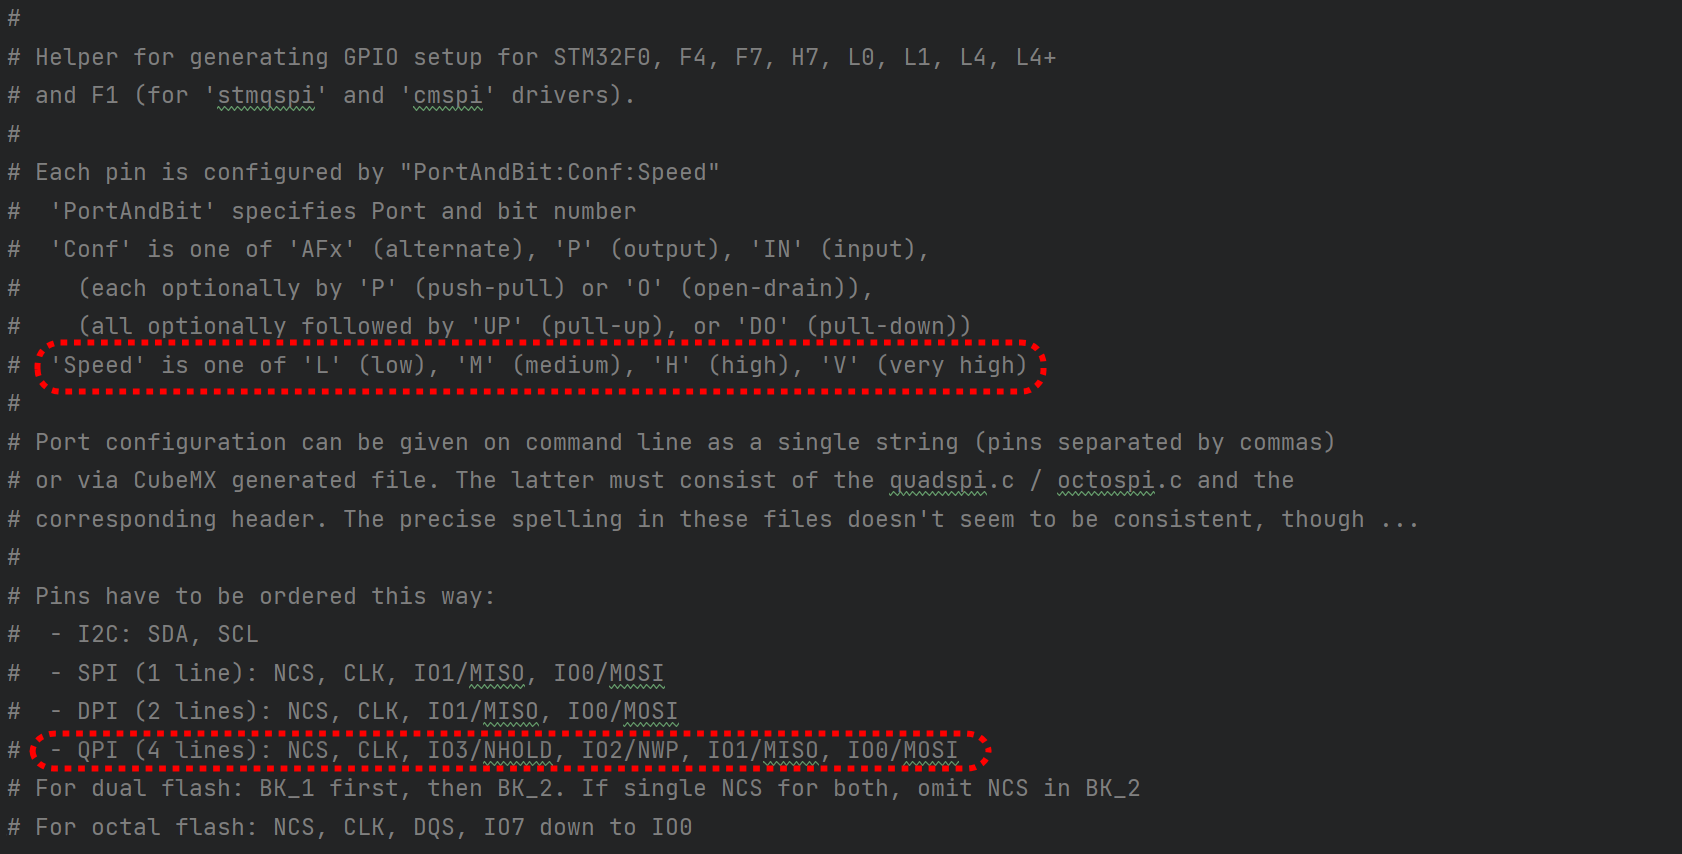 #
# Helper for generating GPIO setup for STM32F0, F4, F7, H7, L0, L1, L4, L4+
# and F1 (for 'stmqspi' and 'cmspi' drivers).
#
# Each pin is configured by "PortAndBit:Conf:Speed"
#  'PortAndBit' specifies Port and bit number
#  'Conf' is one of 'AFx' (alternate), 'P' (output), 'IN' (input),
#    (each optionally by 'P' (push-pull) or 'O' (open-drain)),
#    (all optionally followed by 'UP' (pull-up), or 'DO' (pull-down))
#  'Speed' is one of 'L' (low), 'M' (medium), 'H' (high), 'V' (very high)
#
# Port configuration can be given on command line as a single string (pins separated by commas)
# or via CubeMX generated file. The latter must consist of the quadspi.c / octospi.c and the
# corresponding header. The precise spelling in these files doesn't seem to be consistent, though ...
#
# Pins have to be ordered this way:
#  - I2C: SDA, SCL
#  - SPI (1 line): NCS, CLK, IO1/MISO, IO0/MOSI
#  - DPI (2 lines): NCS, CLK, IO1/MISO, IO0/MOSI
#  - QPI (4 lines): NCS, CLK, IO3/NHOLD, IO2/NWP, IO1/MISO, IO0/MOSI
# For dual flash: BK_1 first, then BK_2. If single NCS for both, omit NCS in BK_2
# For octal flash: NCS, CLK, DQS, IO7 down to IO0